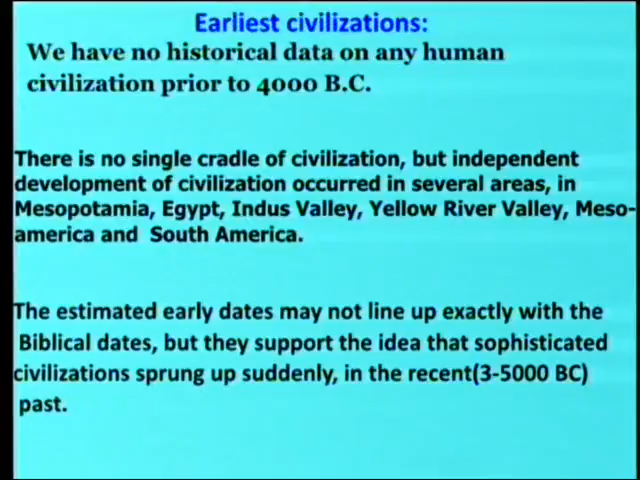 Earliest civilizations:
We have no historical data on any human
civilization prior to 4000 B.C.
There is no single cradle of civilization, but independent
development of civilization occurred in several areas, in
Mesopotamia, Egypt, Indus Valley, Yellow River Valley, Meso-
america and South America.
The estimated early dates may not line up exactly with the
Biblical dates, but they support the idea that sophisticated
civilizations sprung up suddenly, in the recent(3-5000 BC)
past.